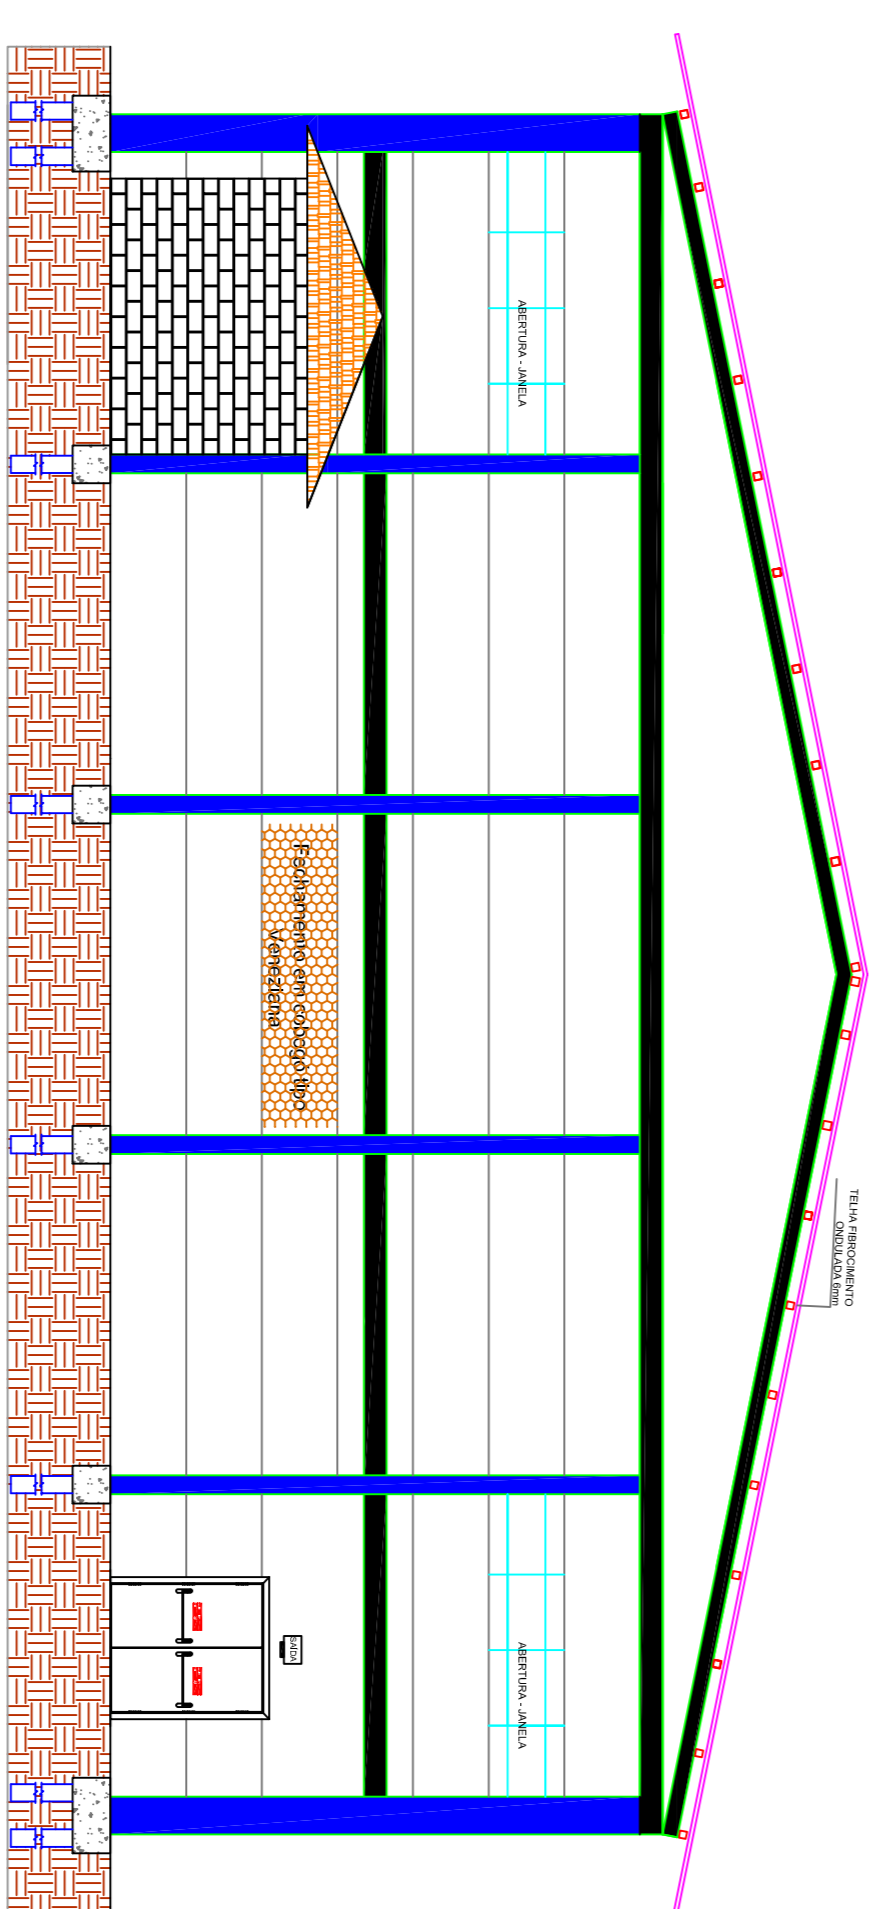 TELHA FIBROCIMENTO
ONDULADA 6mm
ABERTURA - JANELA
ABERTURA - JANELA
Fechamento em cobogó tipo
Veneziana
SAÍDA